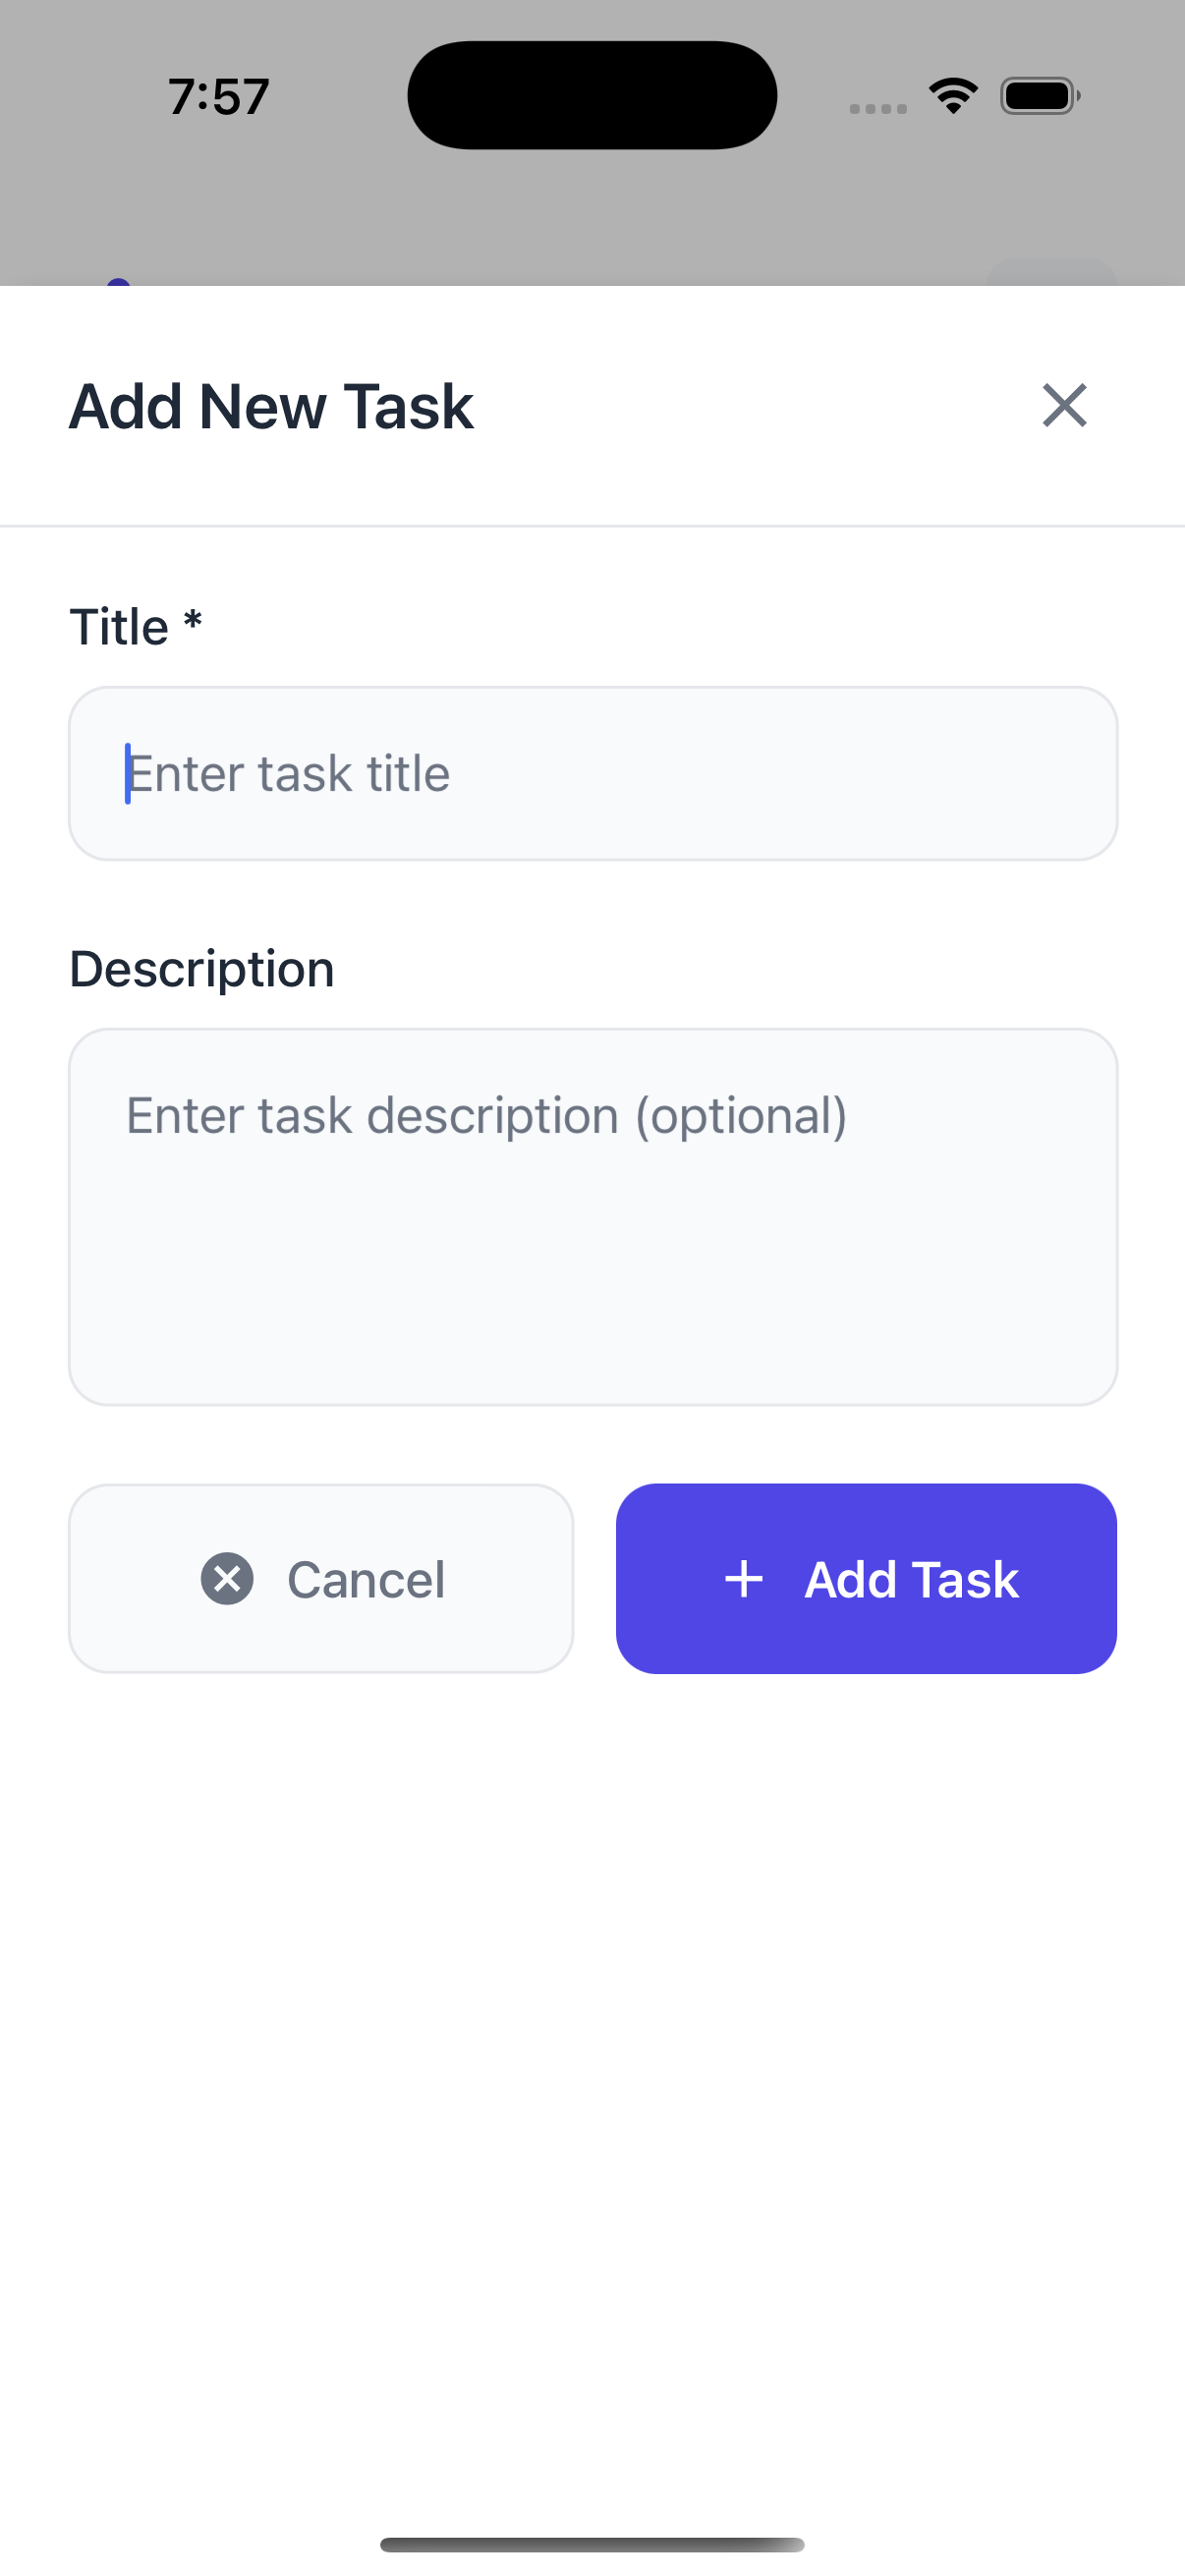 7:57
Add New Task
Title *
Enter task title
Description
Enter task description (optional)
Cancel
Add Task